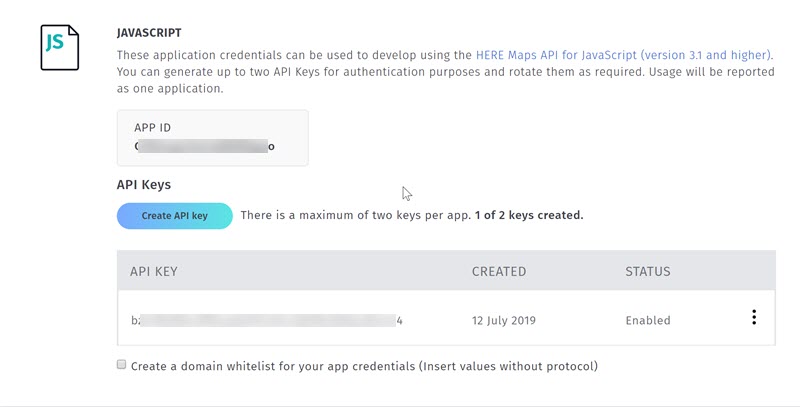 JS
JAVASCRIPT
These application credentials can be used to develop using the HERE Maps API for JavaScript (version 3.1 and higher).
You can generate up to two API Keys for authentication purposes and rotate them as required. Usage will be reported
as one application.
APP ID
API Keys
Create API key There is a maximum of two keys per app. 1 of 2 keys created.
API KEY CREATED STATUS
12 July 2019 Enabled
Create a domain whitelist for your app credentials (Insert values without protocol)